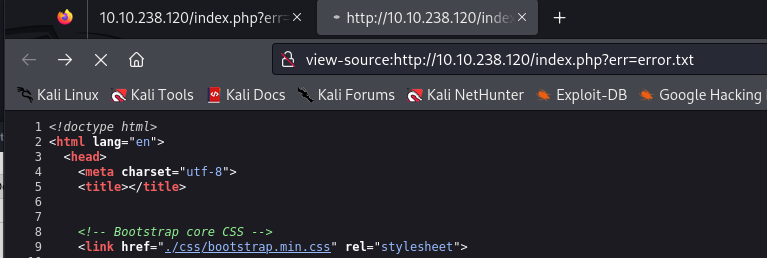 10.10.238.120/index.php?err=
http://10.10.238.120/inde
view-source:http://10.10.238.120/index.php?err=error.txt
Kali Linux Kali Tools Kali Docs Kali Forums Kali NetHunter Exploit-DB Google Hacking
1 <!doctype html>
2 <html lang="en">
3 <head>
4 <meta charset="utf-8">
5 <title></title>
6
7
8 <!-- Bootstrap core CSS -->
9 <link href="./css/bootstrap.min.css" rel="stylesheet">